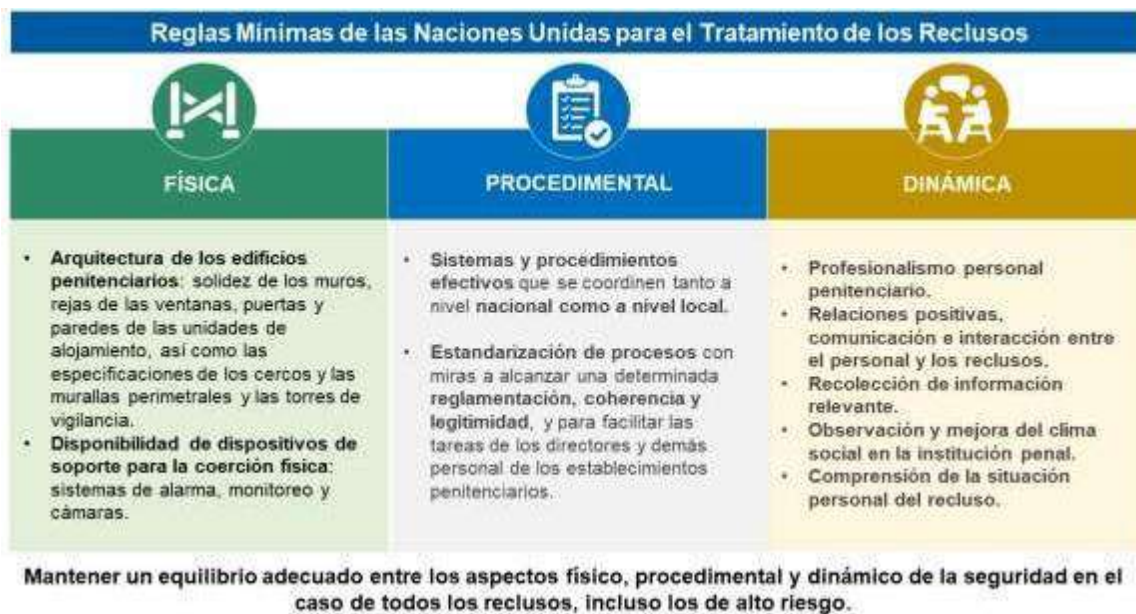 Reglas Mínimas de las Naciones Unidas para el Tratamiento de los Reclusos
FÍSICA
• Arquitectura de los edificios
penitenciarios: solidez de los muros,
rejas de las ventanas, puertas y
paredes de las unidades de
alojamiento, así como las
especificaciones de los cercos y las
murallas perimetrales y las torres de
vigilancia.
• Disponibilidad de dispositivos de
soporte para la coerción física:
sistemas de alarma, monitoreo y
cámaras.
PROCEDIMENTAL
• Sistemas y procedimientos
efectivos que se coordinen tanto a
nivel nacional como a nivel local.
• Estandarización de procesos con
miras a alcanzar una determinada
reglamentación, coherencia y
legitimidad, y para facilitar las
tareas de los directores y demás
personal de los establecimientos
penitenciarios.
DINÁMICA
• Profesionalismo personal
penitenciario.
• Relaciones positivas,
comunicación e interacción entre
el personal y los reclusos.
• Recolección de información
relevante.
• Observación y mejora del clima
social en la institución penal.
• Comprensión de la situación
personal del recluso.
Mantener un equilibrio adecuado entre los aspectos físico, procedimental y dinámico de la seguridad en el
caso de todos los reclusos, incluso los de alto riesgo.